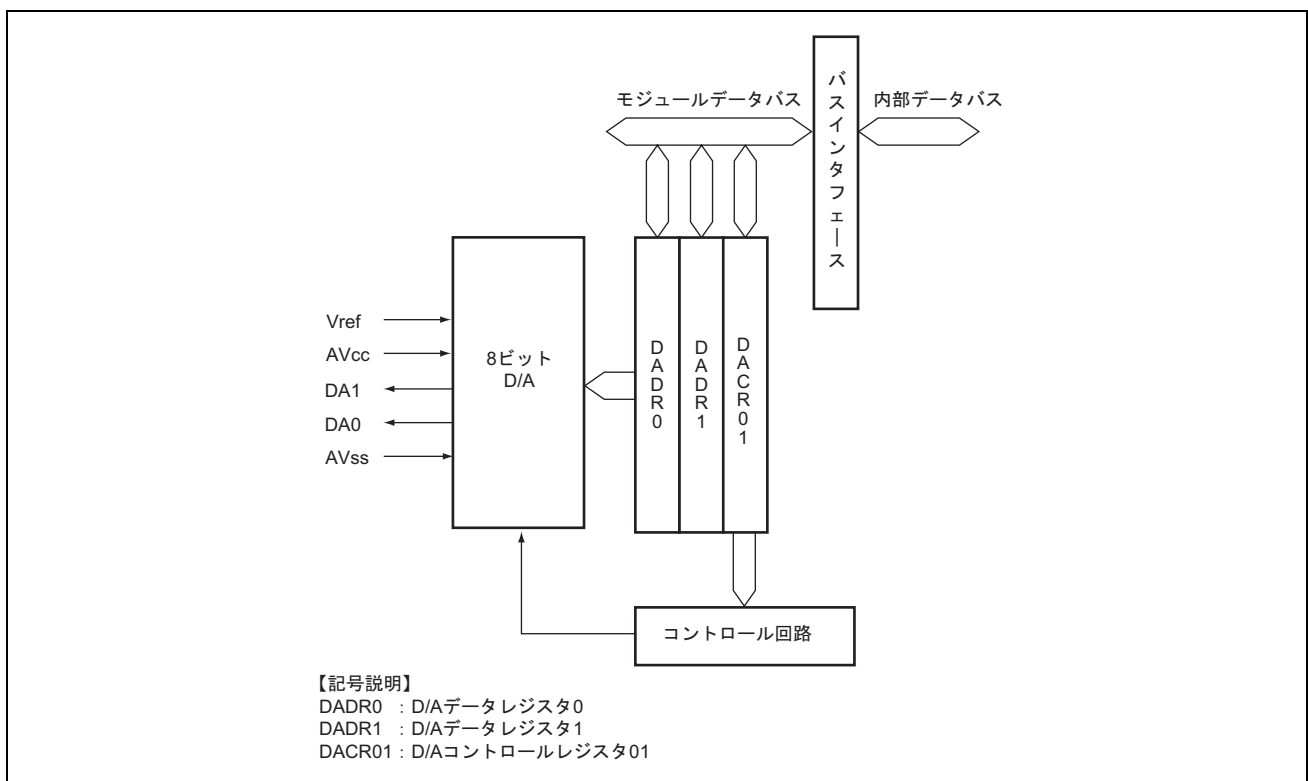 モジュールデータバス
バスインタフェース
内部データバス
Vref
AVcc
DA1
DA0
AVss
8ビット
D/A
DADR0
DADR1
DACR01
コントロール回路
【記号説明】
DADR0 : D/Aデータレジスタ0
DADR1 : D/Aデータレジスタ1
DACR01 : D/Aコントロールレジスタ01